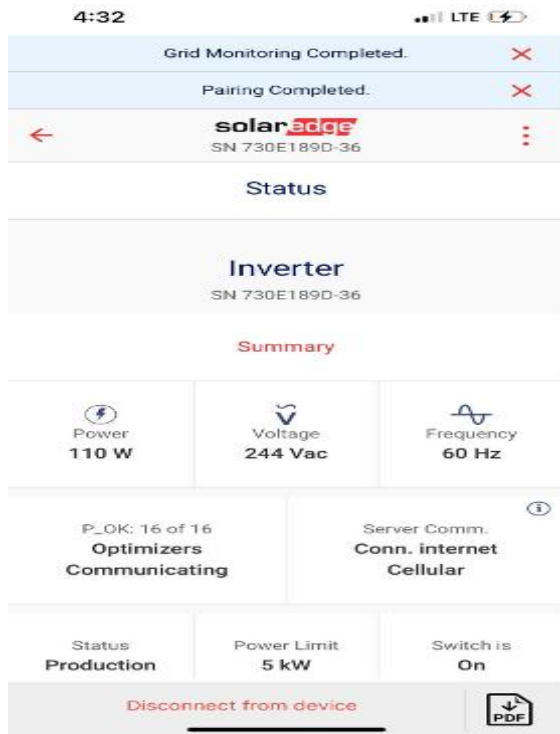 4:32 LTE
Grid Monitoring Completed.
Pairing Completed.
solaredge
SN 730E189D-36
Status
Inverter
SN 730E189D-36
Summary
Power Voltage Frequency
110 W 244 Vac 60 Hz
P_OK: 16 of 16 Server Comm.
Optimizers Conn. internet
Communicating Cellular
Status Power Limit Switch is
Production 5 kW On
Disconnect from device PDF